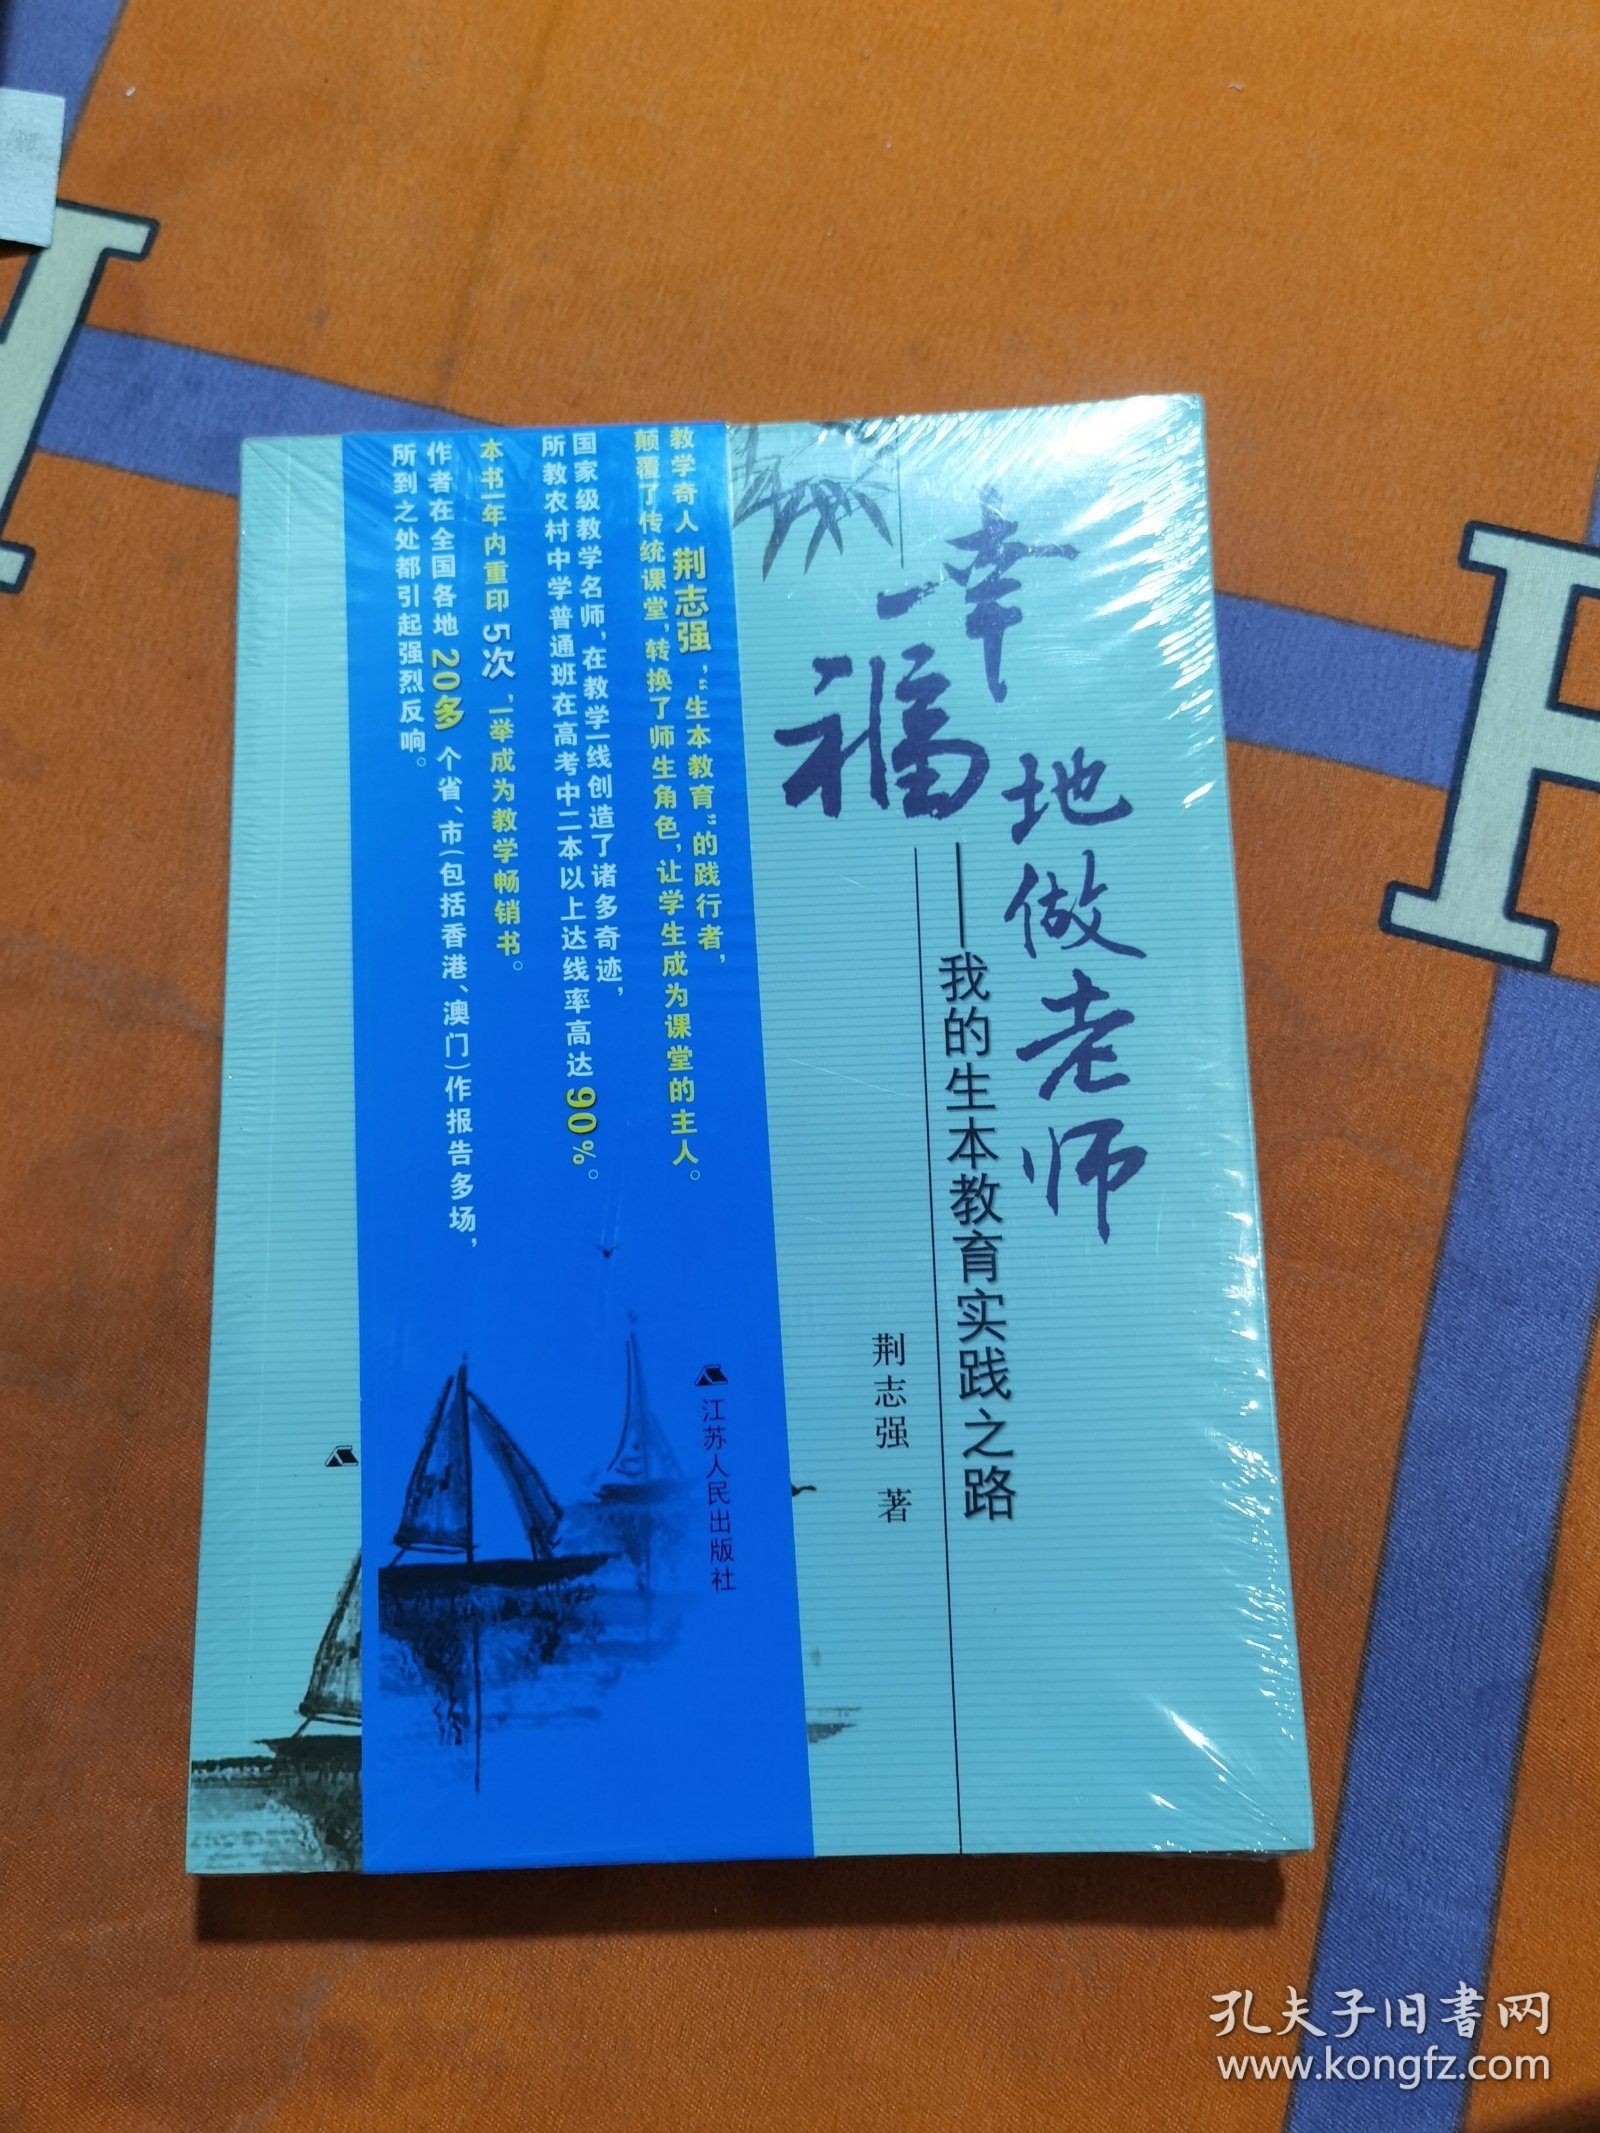 幸福地做老师
——我的生本教育实践之路
荆志强 著
教学奇人荆志强，“生本教育”的践行者，
颠覆了传统课堂，转换了师生角色，让学生成为课堂的主人。
国家级教学名师，在教学一线创造了诸多奇迹，
所教农村中学普通班在高考中二本以上达线率高达90%。
本书一年内重印5次，一举成为教学畅销书。
作者在全国各地20多个省、市（包括香港、澳门）作报告多场，
所到之处都引起强烈反响。
江苏人民出版社
孔夫子旧书网
www.kongfz.com